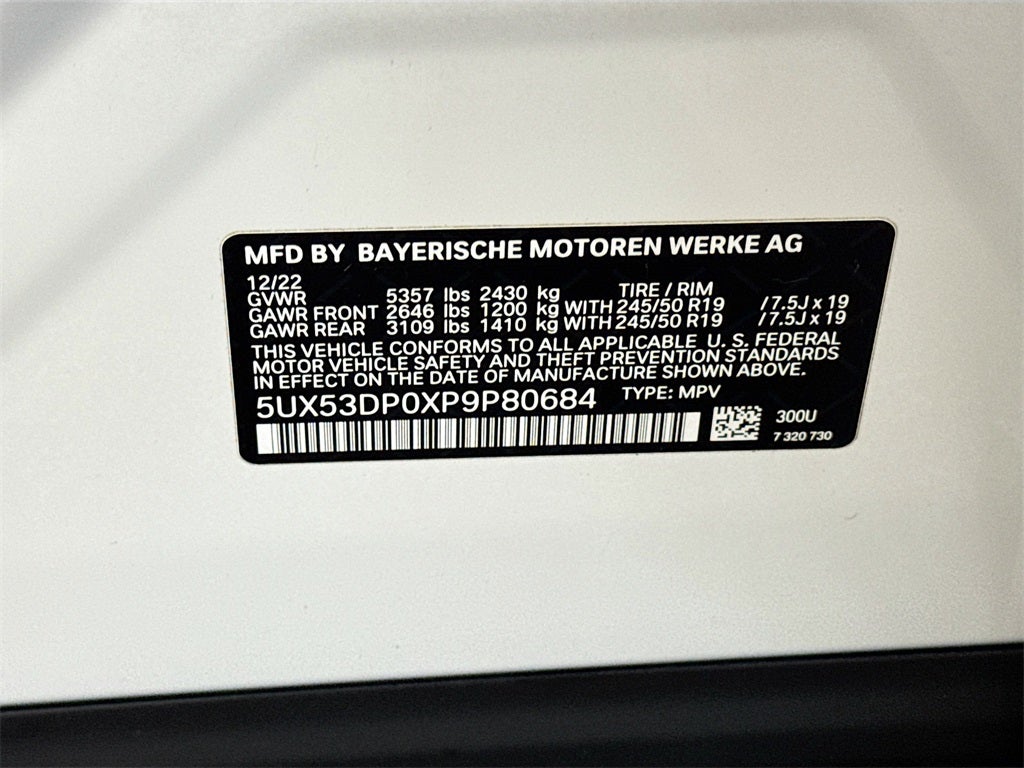 MFD BY BAYERISCHE MOTOREN WERKE AG
12/22 TIRE / RIM
GVWR 5357 lbs 2430 kg
GAWR FRONT 2646 lbs 1200 kg WITH 245/50 R19 / 7.5J x 19
GAWR REAR 3109 lbs 1410 kg WITH 245/50 R19 / 7.5J x 19
THIS VEHICLE CONFORMS TO ALL APPLICABLE U. S. FEDERAL
MOTOR VEHICLE SAFETY AND THEFT PREVENTION STANDARDS
IN EFFECT ON THE DATE OF MANUFACTURE SHOWN ABOVE.
5UX53DP0XP9P80684 TYPE: MPV
300U
7 320 730